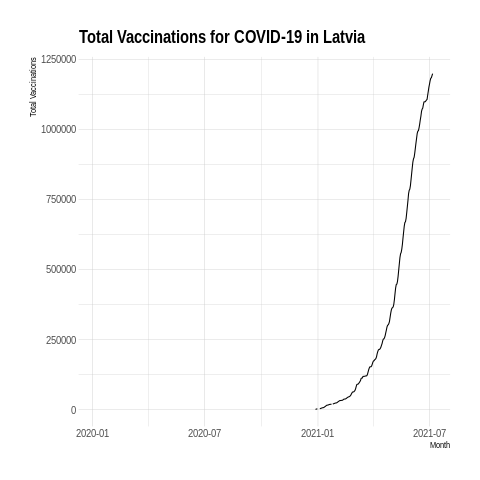 Total Vaccinations for COVID-19 in Latvia
Total Vaccinations
1250000
1000000
750000
500000
250000
0
2020-01 2020-07 2021-01 2021-07
Month